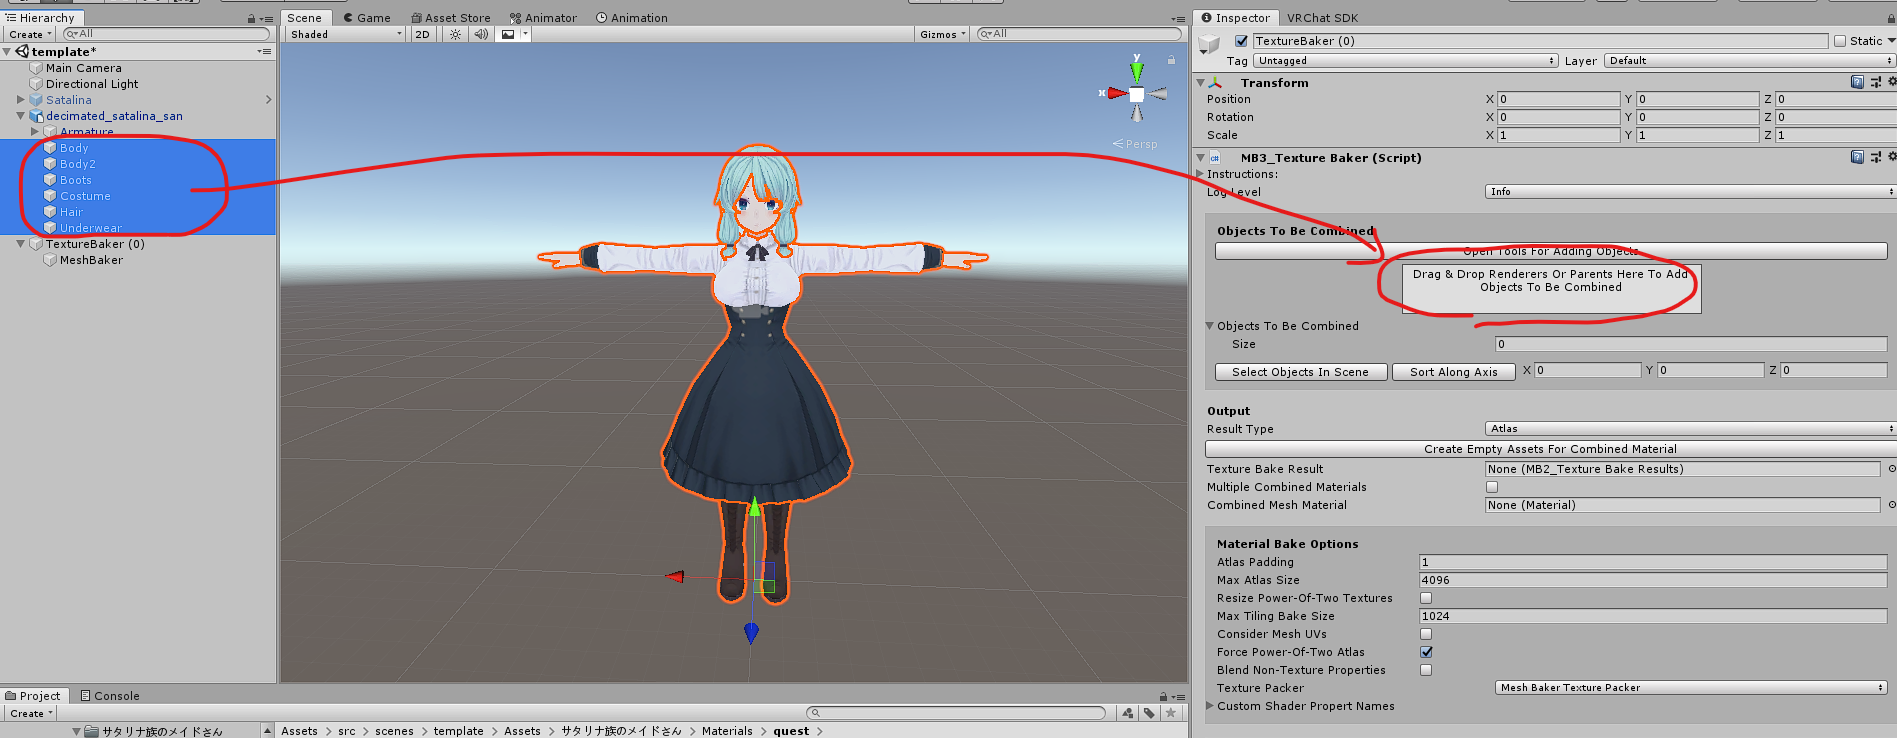 Hierarchy
Create
All
template*
Main Camera
Directional Light
Satalina
decimated_satalina_san
Armature
Body
Body2
Boots
Costume
Hair
Underwear
TextureBaker (0)
MeshBaker
Scene
Game
Asset Store
Animator
Animation
Shaded
2D
Gizmos
All
y
x
Persp
Project
Console
Create
サタリナ族のメイドさん
Assets > src > scenes > template > Assets > サタリナ族のメイドさん > Materials > quest >
Inspector
VRChat SDK
TextureBaker (0)
Static
Tag Untagged
Layer Default
Transform
Position X 0 Y 0 Z 0
Rotation X 0 Y 0 Z 0
Scale X 1 Y 1 Z 1
MB3_Texture Baker (Script)
Instructions:
Log Level Info
Objects To Be Combined
Open Tools For Adding Objects
Drag & Drop Renderers Or Parents Here To Add
Objects To Be Combined
Objects To Be Combined
Size 0
Select Objects In Scene
Sort Along Axis
X 0 Y 0 Z 0
Output
Result Type Atlas
Create Empty Assets For Combined Material
Texture Bake Result None (MB2_Texture Bake Results)
Multiple Combined Materials
Combined Mesh Material None (Material)
Material Bake Options
Atlas Padding 1
Max Atlas Size 4096
Resize Power-Of-Two Textures
Max Tiling Bake Size 1024
Consider Mesh UVs
Force Power-Of-Two Atlas
Blend Non-Texture Properties
Texture Packer Mesh Baker Texture Packer
Custom Shader Propert Names